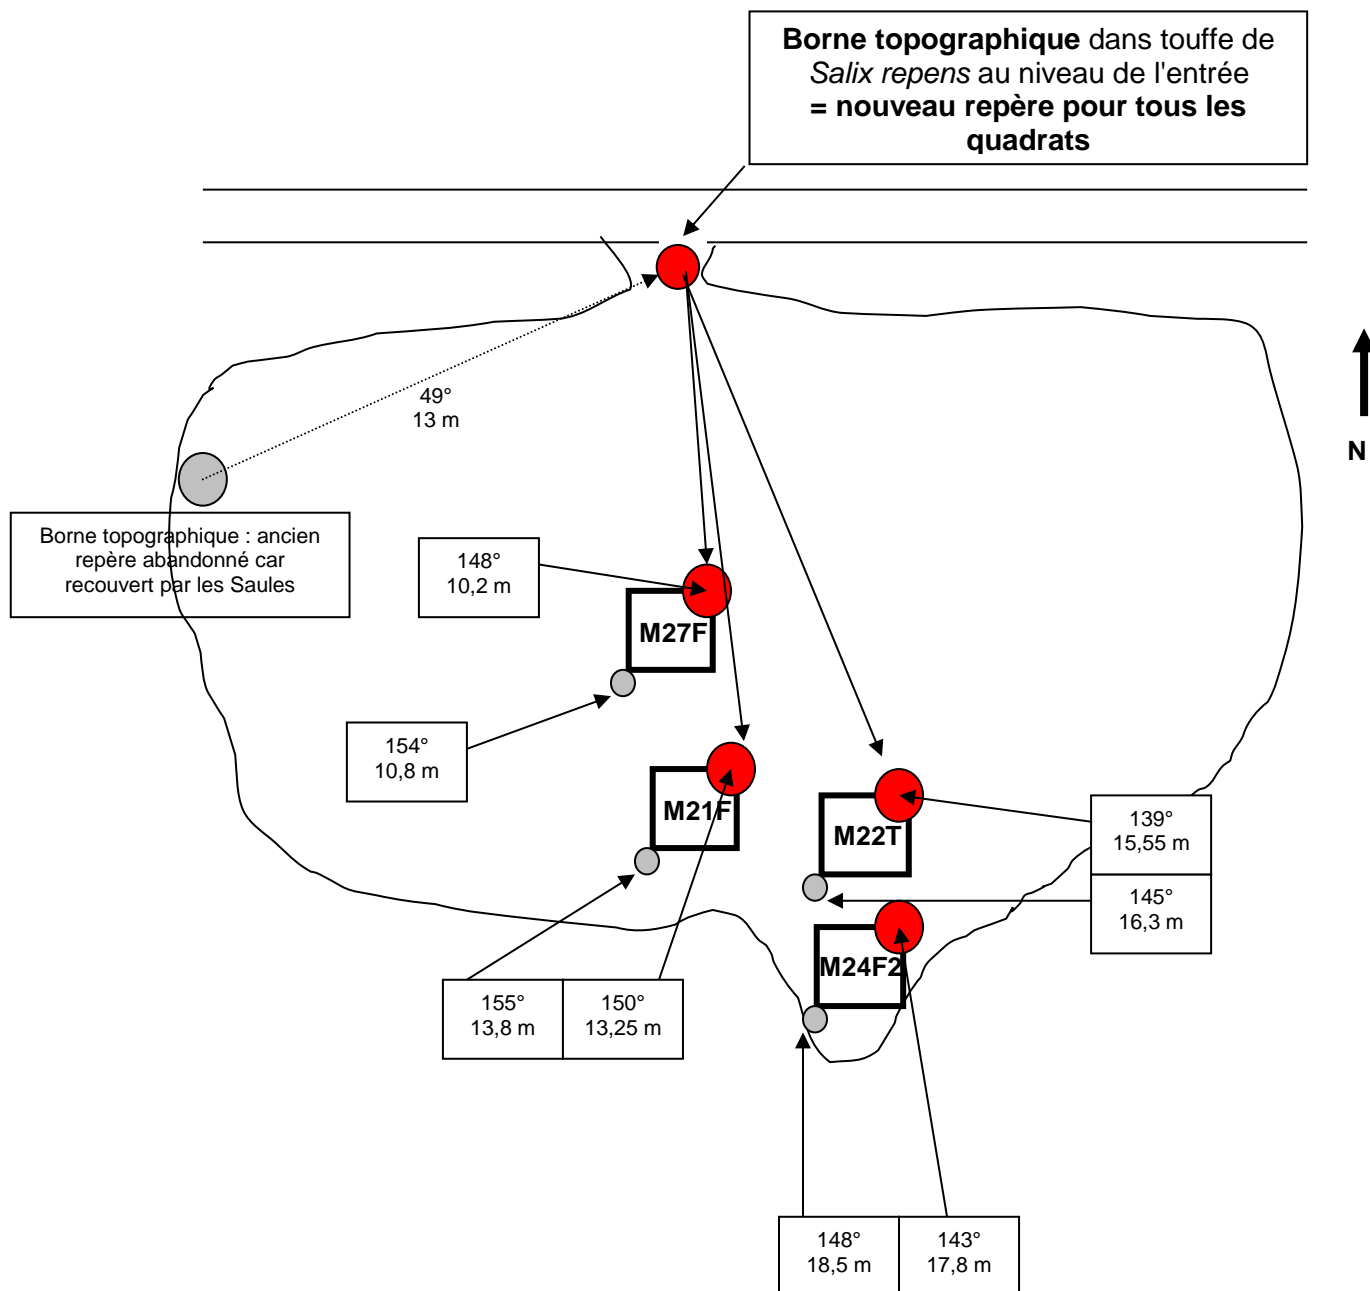 Borne topographique dans touffe de
Salix repens au niveau de l'entrée
= nouveau repère pour tous les
quadrats
49°
13 m
N
Borne topographique : ancien
repère abandonné car
recouvert par les Saules
148°
10,2 m
M27F
154°
10,8 m
M21F
M22T
139°
15,55 m
145°
16,3 m
M24F2
155°
13,8 m
150°
13,25 m
148°
18,5 m
143°
17,8 m